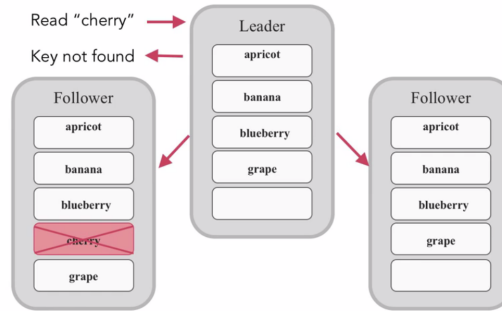 Read “cherry”
Key not found
Leader
apricot
banana
blueberry
grape
Follower
apricot
banana
blueberry
cherry
grape
Follower
apricot
banana
blueberry
grape